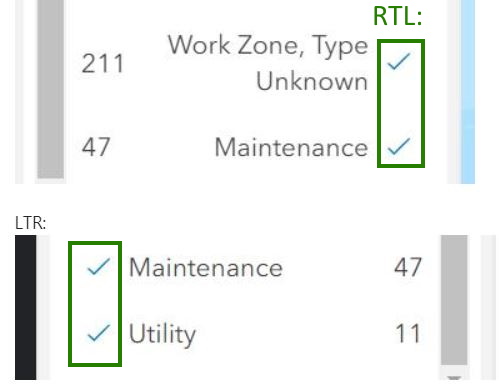 RTL:
211 Work Zone, Type
Unknown
47 Maintenance
LTR:
Maintenance 47
Utility 11